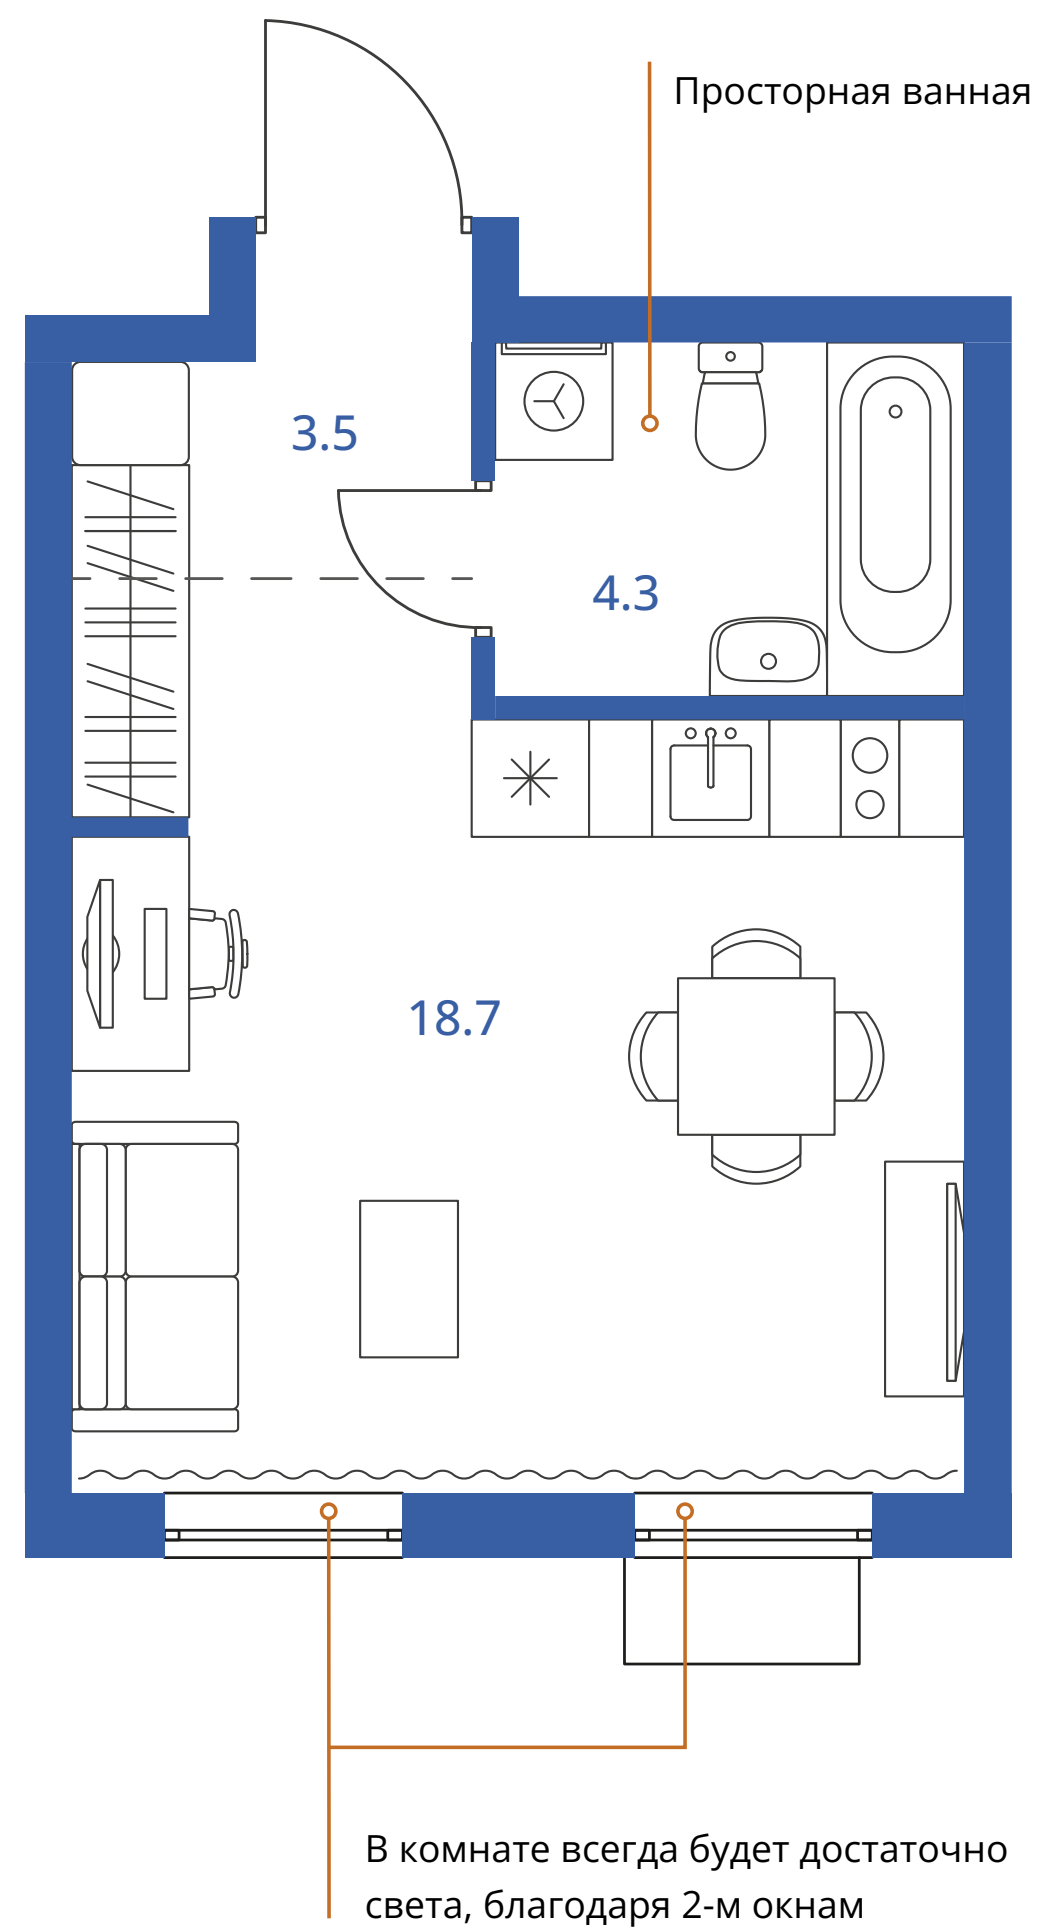 Просторная ванная
3.5
4.3
18.7
В комнате всегда будет достаточно
света, благодаря 2-м окнам